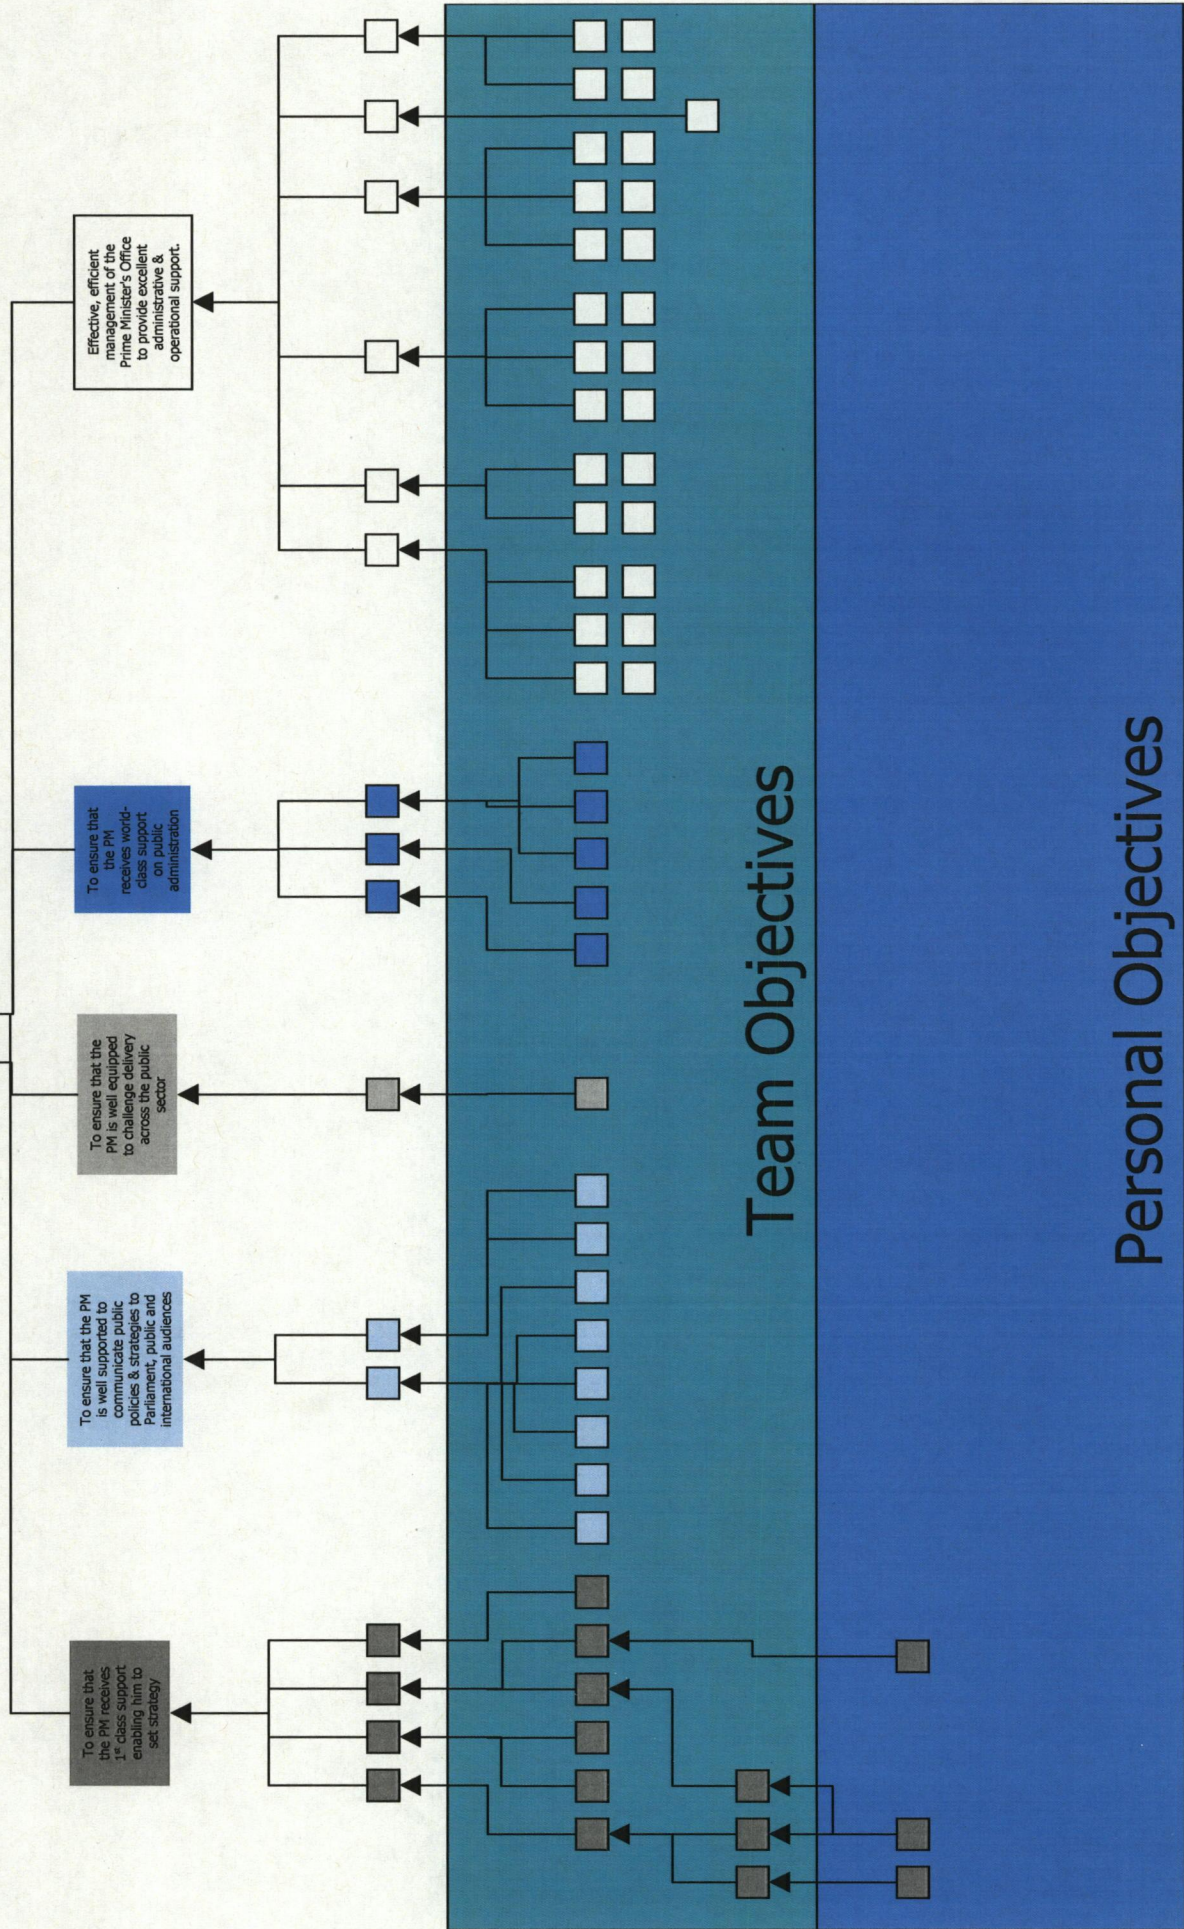 To ensure that
the PM receives
1st class support
enabling him to
set strategy
To ensure that the PM
is well supported to
communicate public
policies & strategies to
Parliament, public and
international audiences
To ensure that the
PM is well equipped
to challenge delivery
across the public
sector
To ensure that
the PM
receives world-
class support
on public
administration
Effective, efficient
management of the
Prime Minister's Office
to provide excellent
administrative &
operational support.
Team Objectives
Personal Objectives